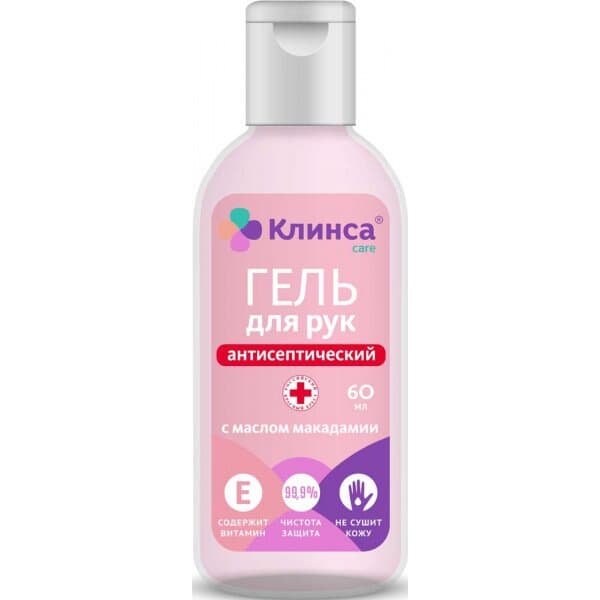 Клинса®
care
ГЕЛЬ
для рук
антисептический
60
мл
с маслом макадамии
E
99,9%
СОДЕРЖИТ
ВИТАМИН
ЧИСТОТА
ЗАЩИТА
НЕ СУШИТ
КОЖУ